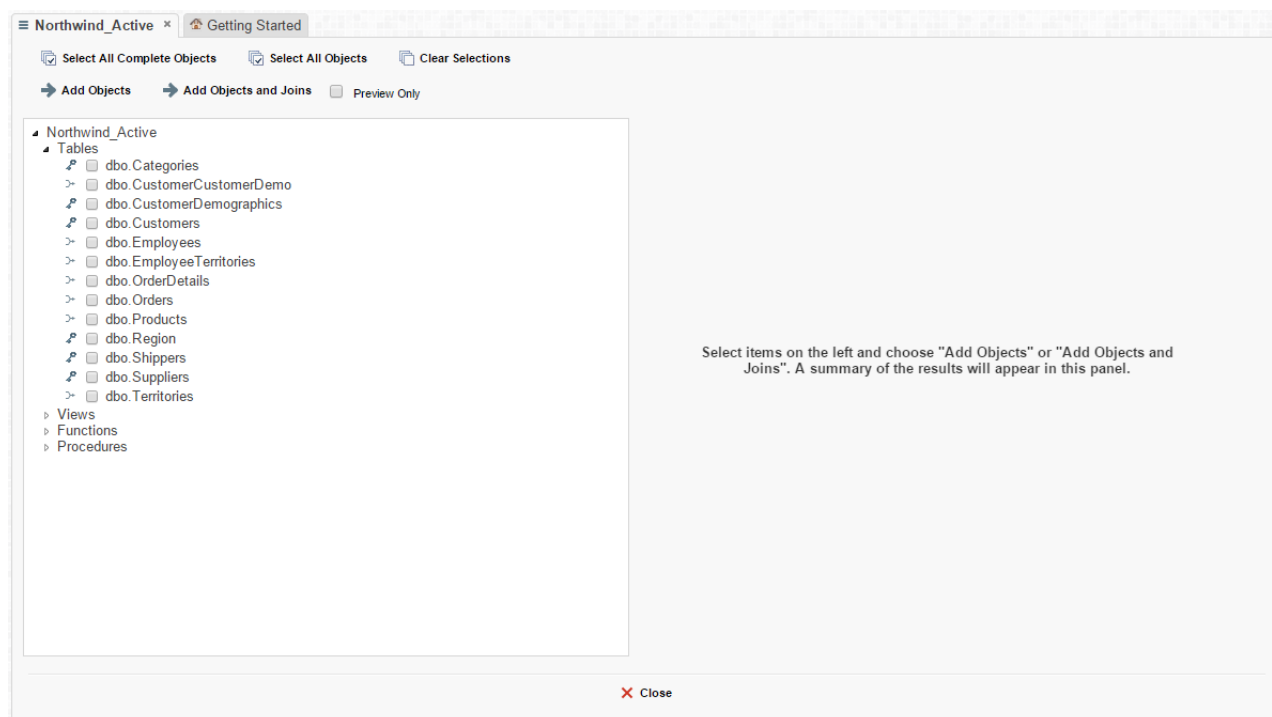 Northwind_Active × Getting Started
Select All Complete Objects Select All Objects Clear Selections
Add Objects Add Objects and Joins Preview Only
Northwind_Active
Tables
dbo.Categories
dbo.CustomerCustomerDemo
dbo.CustomerDemographics
dbo.Customers
dbo.Employees
dbo.EmployeeTerritories
dbo.OrderDetails
dbo.Orders
dbo.Products
dbo.Region
dbo.Shippers
dbo.Suppliers
dbo.Territories
Views
Functions
Procedures
Select items on the left and choose "Add Objects" or "Add Objects and
Joins". A summary of the results will appear in this panel.
Close